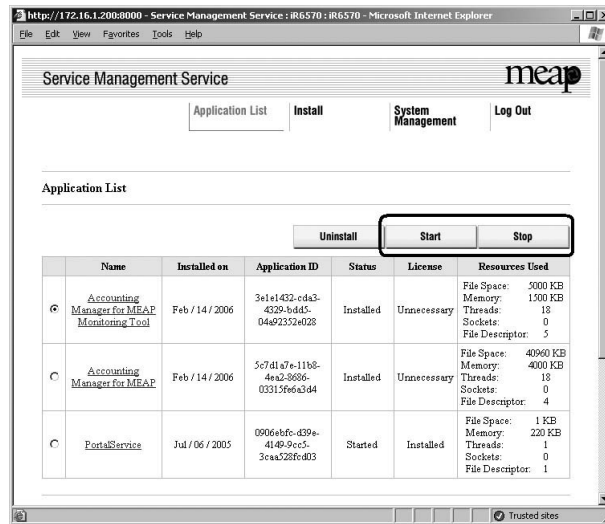 http://172.16.1.200:8000 - Service Management Service : iR6570 : iR6570 - Microsoft Internet Explorer
File Edit View Favorites Tools Help
Service Management Service
meap
Application List Install System Management Log Out
Application List
Uninstall Start Stop
Name Installed on Application ID Status License Resources Used
Accounting Manager for MEAP Monitoring Tool Feb / 14 / 2006 3e1e1432-cda3-4329-bdd5-04a92352e028 Installed Unnecessary
File Space: 5000 KB
Memory: 1500 KB
Threads: 18
Sockets: 0
File Descriptor: 5
Accounting Manager for MEAP Feb / 14 / 2006 5c7d1a7e-11b8-4ea2-8686-03315fe6a3d4 Installed Unnecessary
File Space: 40960 KB
Memory: 4000 KB
Threads: 18
Sockets: 0
File Descriptor: 4
PortalService Jul / 06 / 2005 0906ebfc-d39e-4149-9cc5-3caa528fcd03 Started Installed
File Space: 1 KB
Memory: 220 KB
Threads: 1
Sockets: 0
File Descriptor: 1
Trusted sites